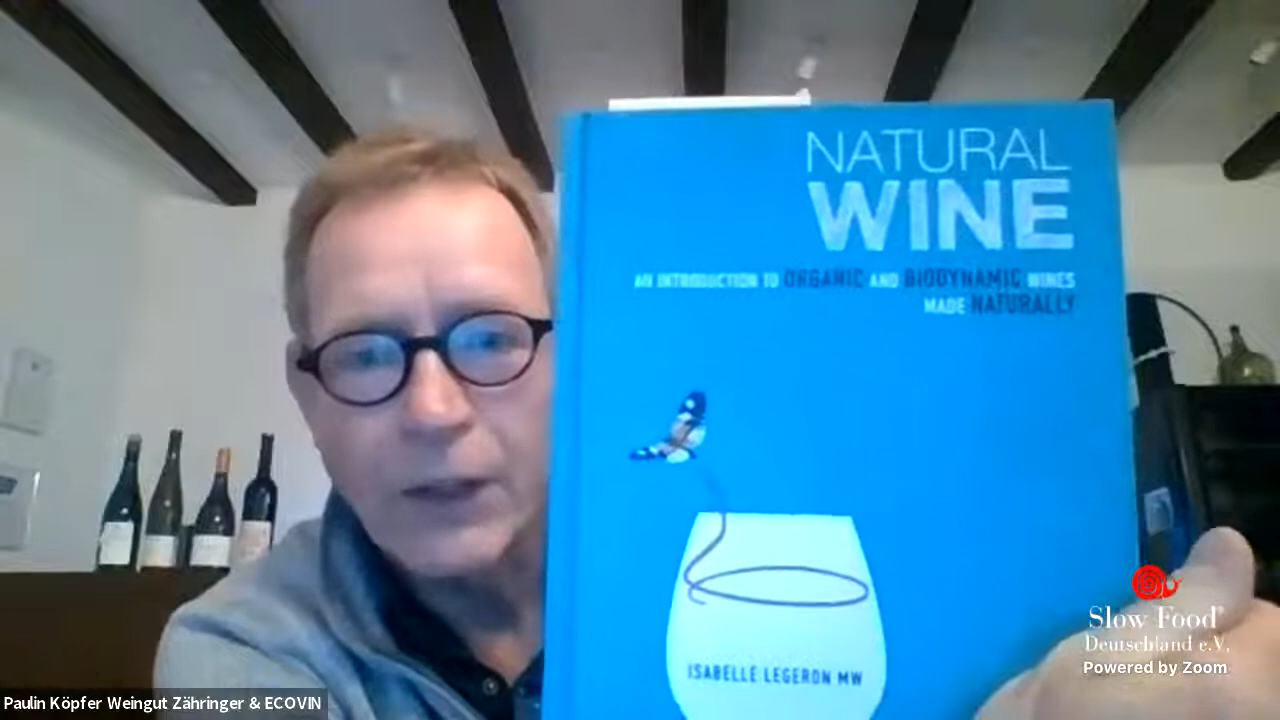 NATURAL
WINE
AN INTRODUCTION TO ORGANIC AND BIODYNAMIC WINES
MADE NATURALLY
ISABELLE LEGERON MW
Slow Food®
Deutschland e.V.
Powered by Zoom
Paulin Köpfer Weingut Zähringer & ECOVIN